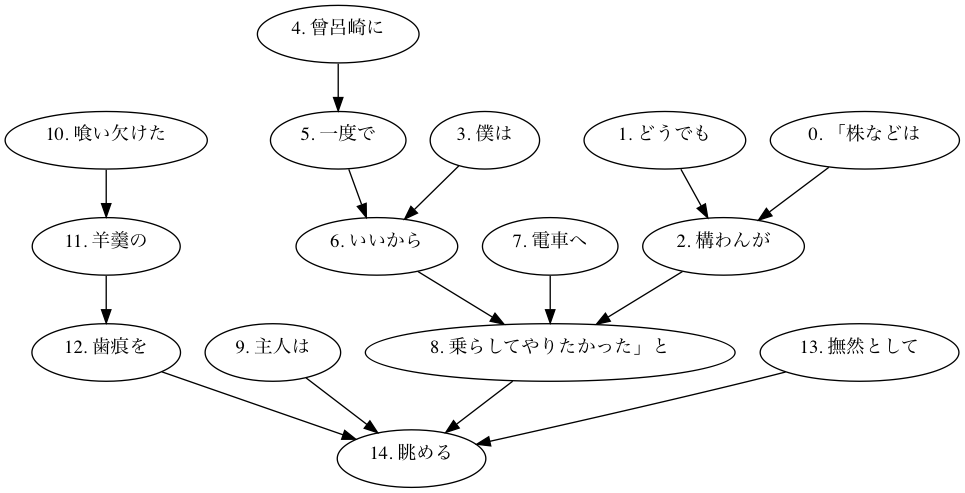 4. 曾呂崎に
10. 喰い欠けた
5. 一度で
3. 僕は
1. どうでも
0. 「株などは
11. 羊羹の
6. いいから
7. 電車へ
2. 構わんが
12. 歯痕を
9. 主人は
8. 乗らしてやりたかった」と
13. 撫然として
14. 眺める